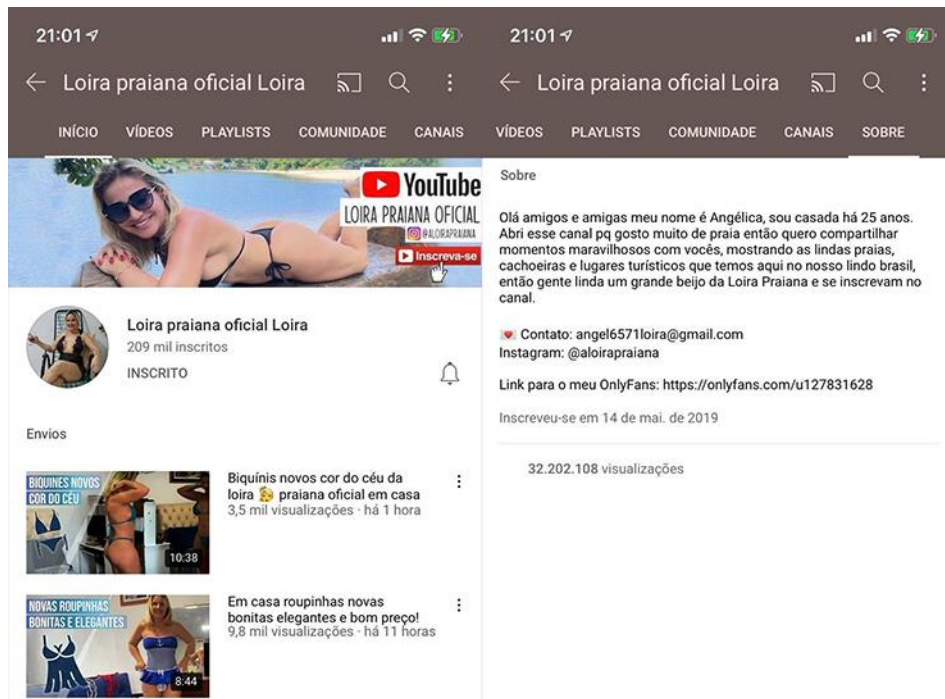 21:01
Loira praiana oficial Loira
INÍCIO VÍDEOS PLAYLISTS COMUNIDADE CANAIS
YouTube
LOIRA PRAIANA OFICIAL
@ALOIRAPRAIANA
Inscreva-se
Loira praiana oficial Loira
209 mil inscritos
INSCRITO
Envios
BIQUINES NOVOS
COR DO CÉU
10:38
Biquínis novos cor do céu da
loira praiana oficial em casa
3,5 mil visualizações · há 1 hora
NOVAS ROUPINHAS
BONITAS E ELEGANTES
8:44
Em casa roupinhas novas
bonitas elegantes e bom preço!
9,8 mil visualizações · há 11 horas
21:01
Loira praiana oficial Loira
VÍDEOS PLAYLISTS COMUNIDADE CANAIS SOBRE
Sobre
Olá amigos e amigas meu nome é Angélica, sou casada há 25 anos.
Abri esse canal pq gosto muito de praia então quero compartilhar
momentos maravilhosos com vocês, mostrando as lindas praias,
cachoeiras e lugares turísticos que temos aqui no nosso lindo brasil,
então gente linda um grande beijo da Loira Praiana e se inscrevam no
canal.
💌 Contato: angel6571loira@gmail.com
Instagram: @aloirapraiana
Link para o meu OnlyFans: https://onlyfans.com/u127831628
Inscreveu-se em 14 de mai. de 2019
32.202.108 visualizações